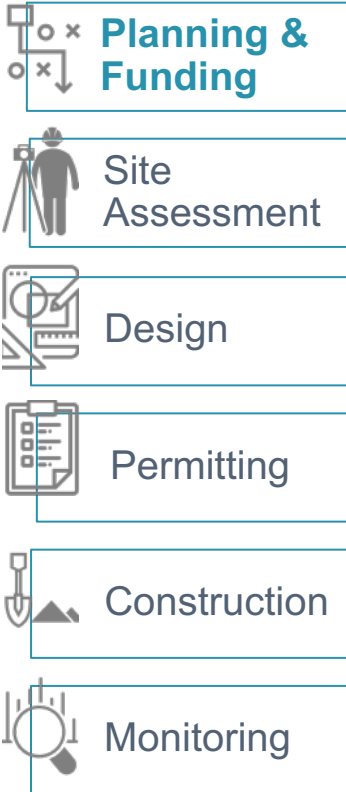 Planning &
Funding
Site
Assessment
Design
Permitting
Construction
Monitoring